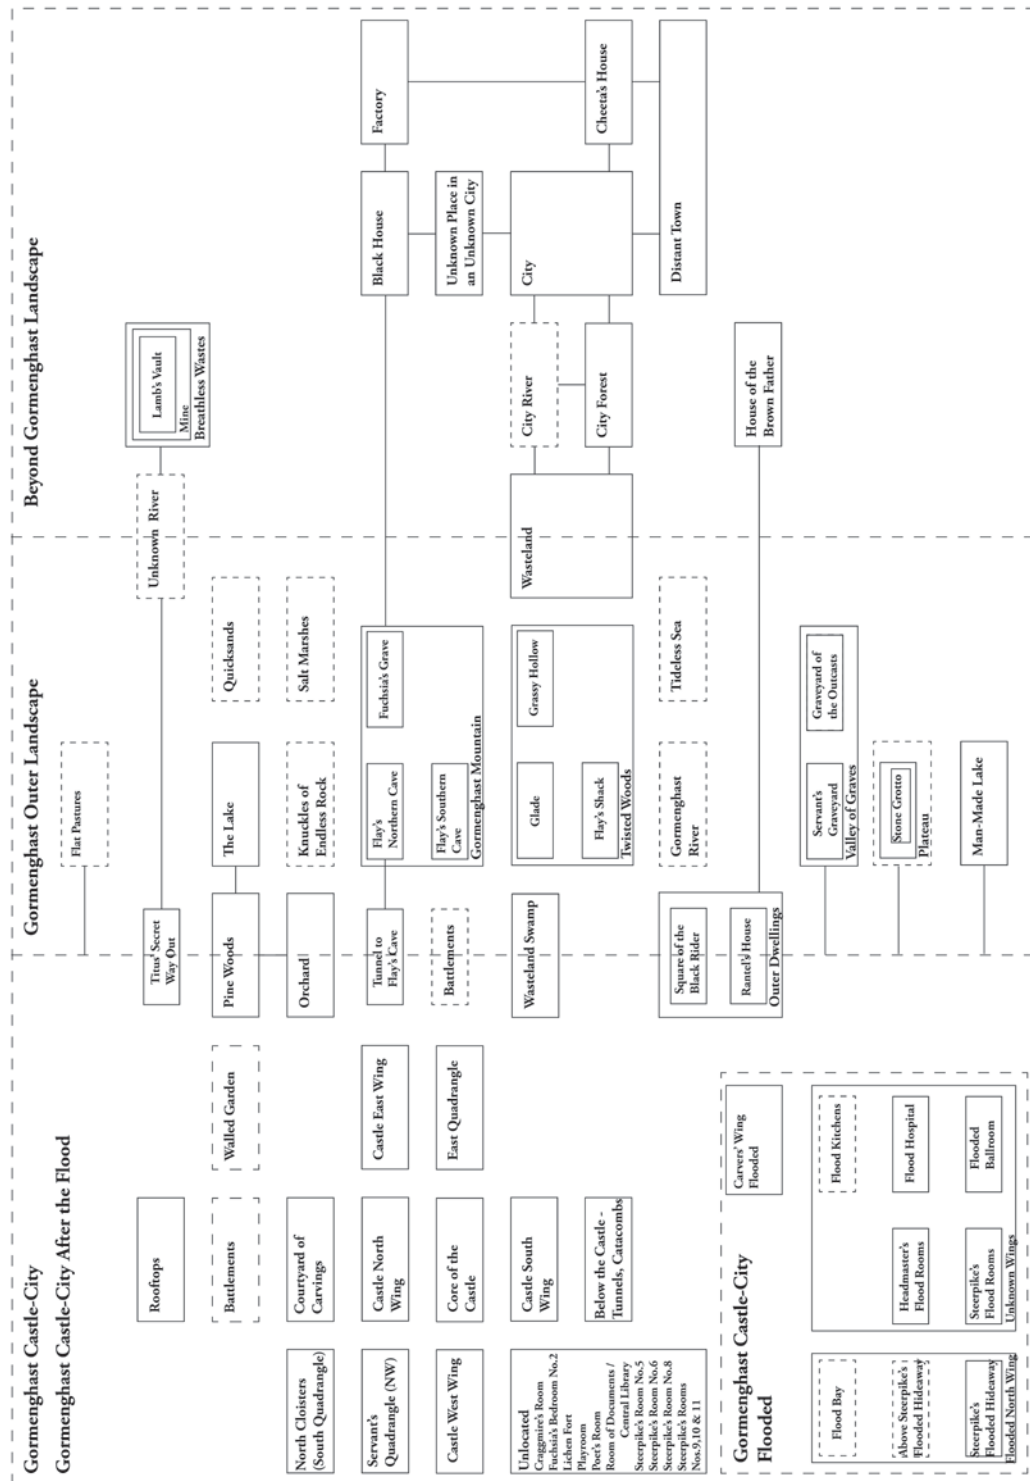 Gormenghast Castle-City
Gormenghast Castle-City After the Flood
Gormenghast Outer Landscape
Beyond Gormenghast Landscape
Flat Pastures
Rooftops
Titus' Secret
Way Out
Unknown River
Lamb's Vault
Mine
Breathless Wastes
Battlements
Walled Garden
Pine Woods
The Lake
Quicksands
North Cloisters
(South Quadrangle)
Courtyard of
Carvings
Orchard
Knuckles of
Endless Rock
Salt Marshes
Servant's
Quadrangle (NW)
Castle North
Wing
Castle East Wing
Tunnel to
Flay's Cave
Flay's
Northern Cave
Fuchsia's Grave
Flay's Southern
Cave
Gormenghast Mountain
Black House
Factory
Castle West Wing
Core of the
Castle
East Quadrangle
Battlements
Unknown Place in
an Unknown City
Unlocated
Craggmire's Room
Fuchsia's Bedroom No.2
Lichen Fort
Playroom
Poet's Room
Room of Documents /
Central Library
Steerpike's Room No.5
Steerpike's Room No.6
Steerpike's Room No.8
Steerpike's Rooms
Nos.9,10 & 11
Castle South
Wing
Wasteland Swamp
Glade
Grassy Hollow
Flay's Shack
Twisted Woods
Wasteland
City River
City
Below the Castle -
Tunnels, Catacombs
City Forest
Cheeta's House
Square of the
Black Rider
Rantel's House
Outer Dwellings
Gormenghast
River
Tideless Sea
Distant Town
House of the
Brown Father
Servant's
Graveyard
Graveyard of
the Outcasts
Valley of Graves
Stone Grotto
Plateau
Man-Made Lake
Gormenghast Castle-City
Flooded
Carvers' Wing
Flooded
Flood Bay
Flood Kitchens
Above Steerpike's
Flooded Hideaway
Headmaster's
Flood Rooms
Flood Hospital
Steerpike's
Flooded Hideaway
Flooded North Wing
Steerpike's
Flood Rooms
Flooded
Ballroom
Unknown Wings